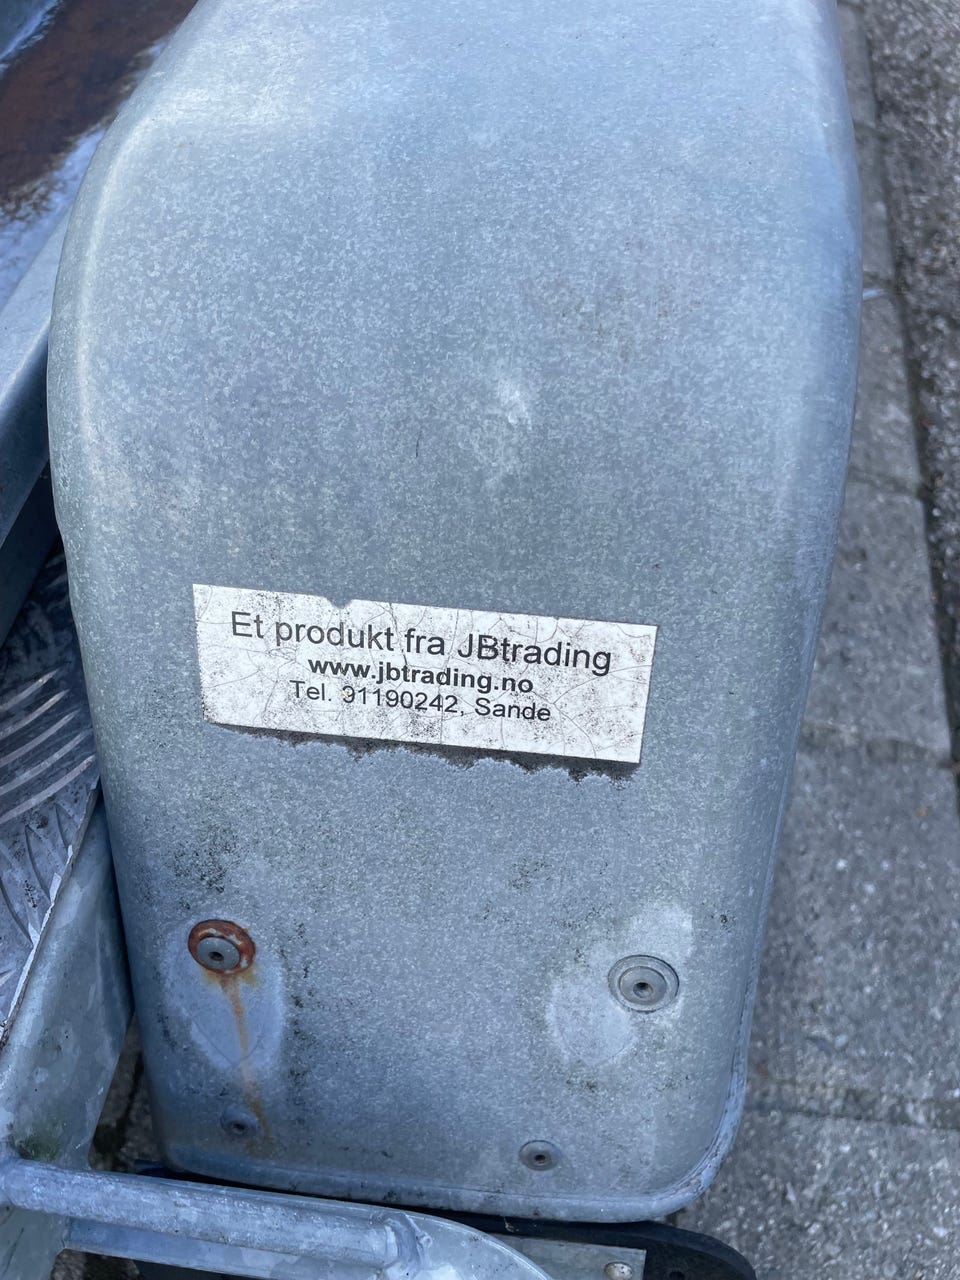 Et produkt fra JBtrading
www.jbtrading.no
Tel. 91190242, Sande